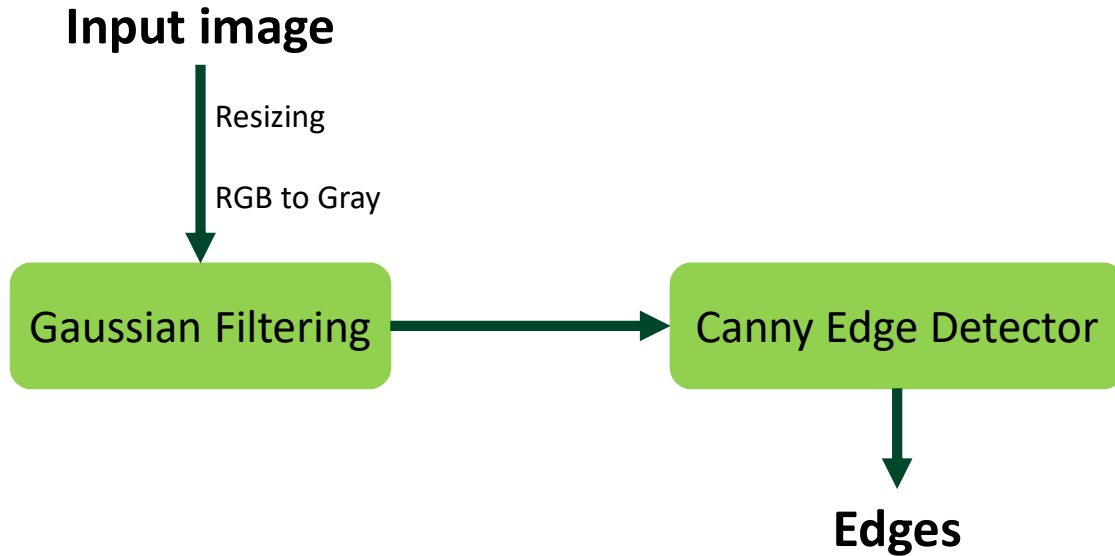 Input image
Resizing
RGB to Gray
Gaussian Filtering
Canny Edge Detector
Edges